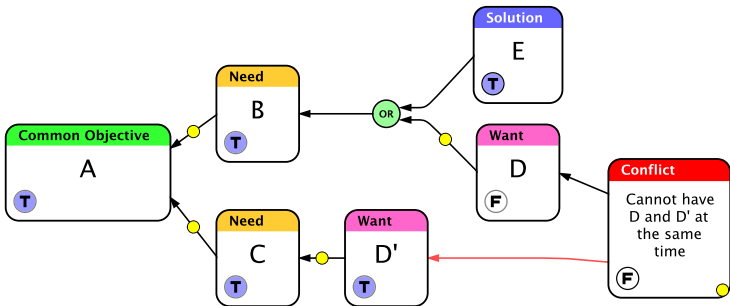 Solution
E
T
Need
B
T
OR
Want
D
F
Common Objective
A
T
Conflict
Cannot have
D and D' at
the same
time
F
Need
C
T
Want
D'
T